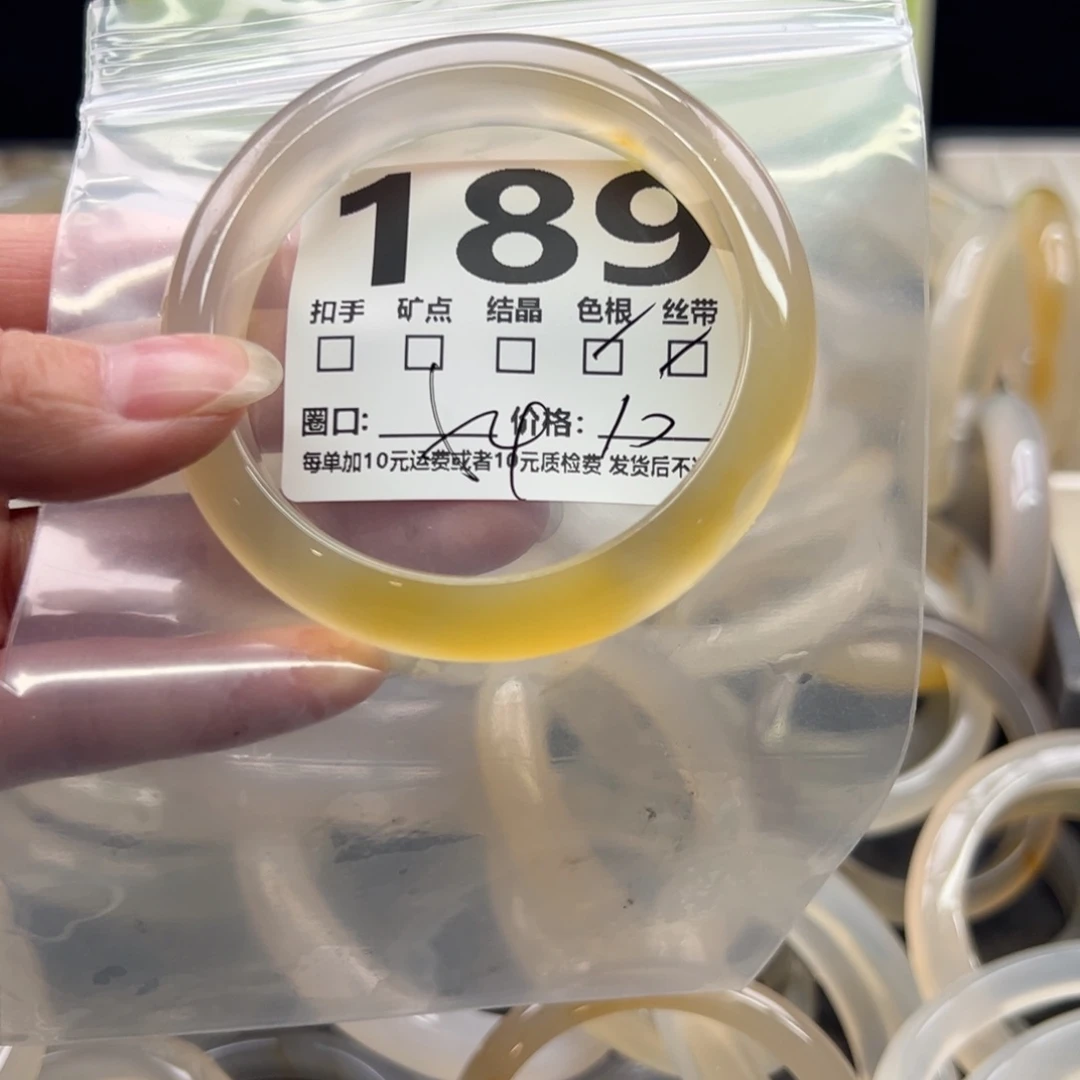 189
扣手 矿点 结晶 色根 丝带
圈口: 价格:
每单加10元运费或者10元质检费 发货后不